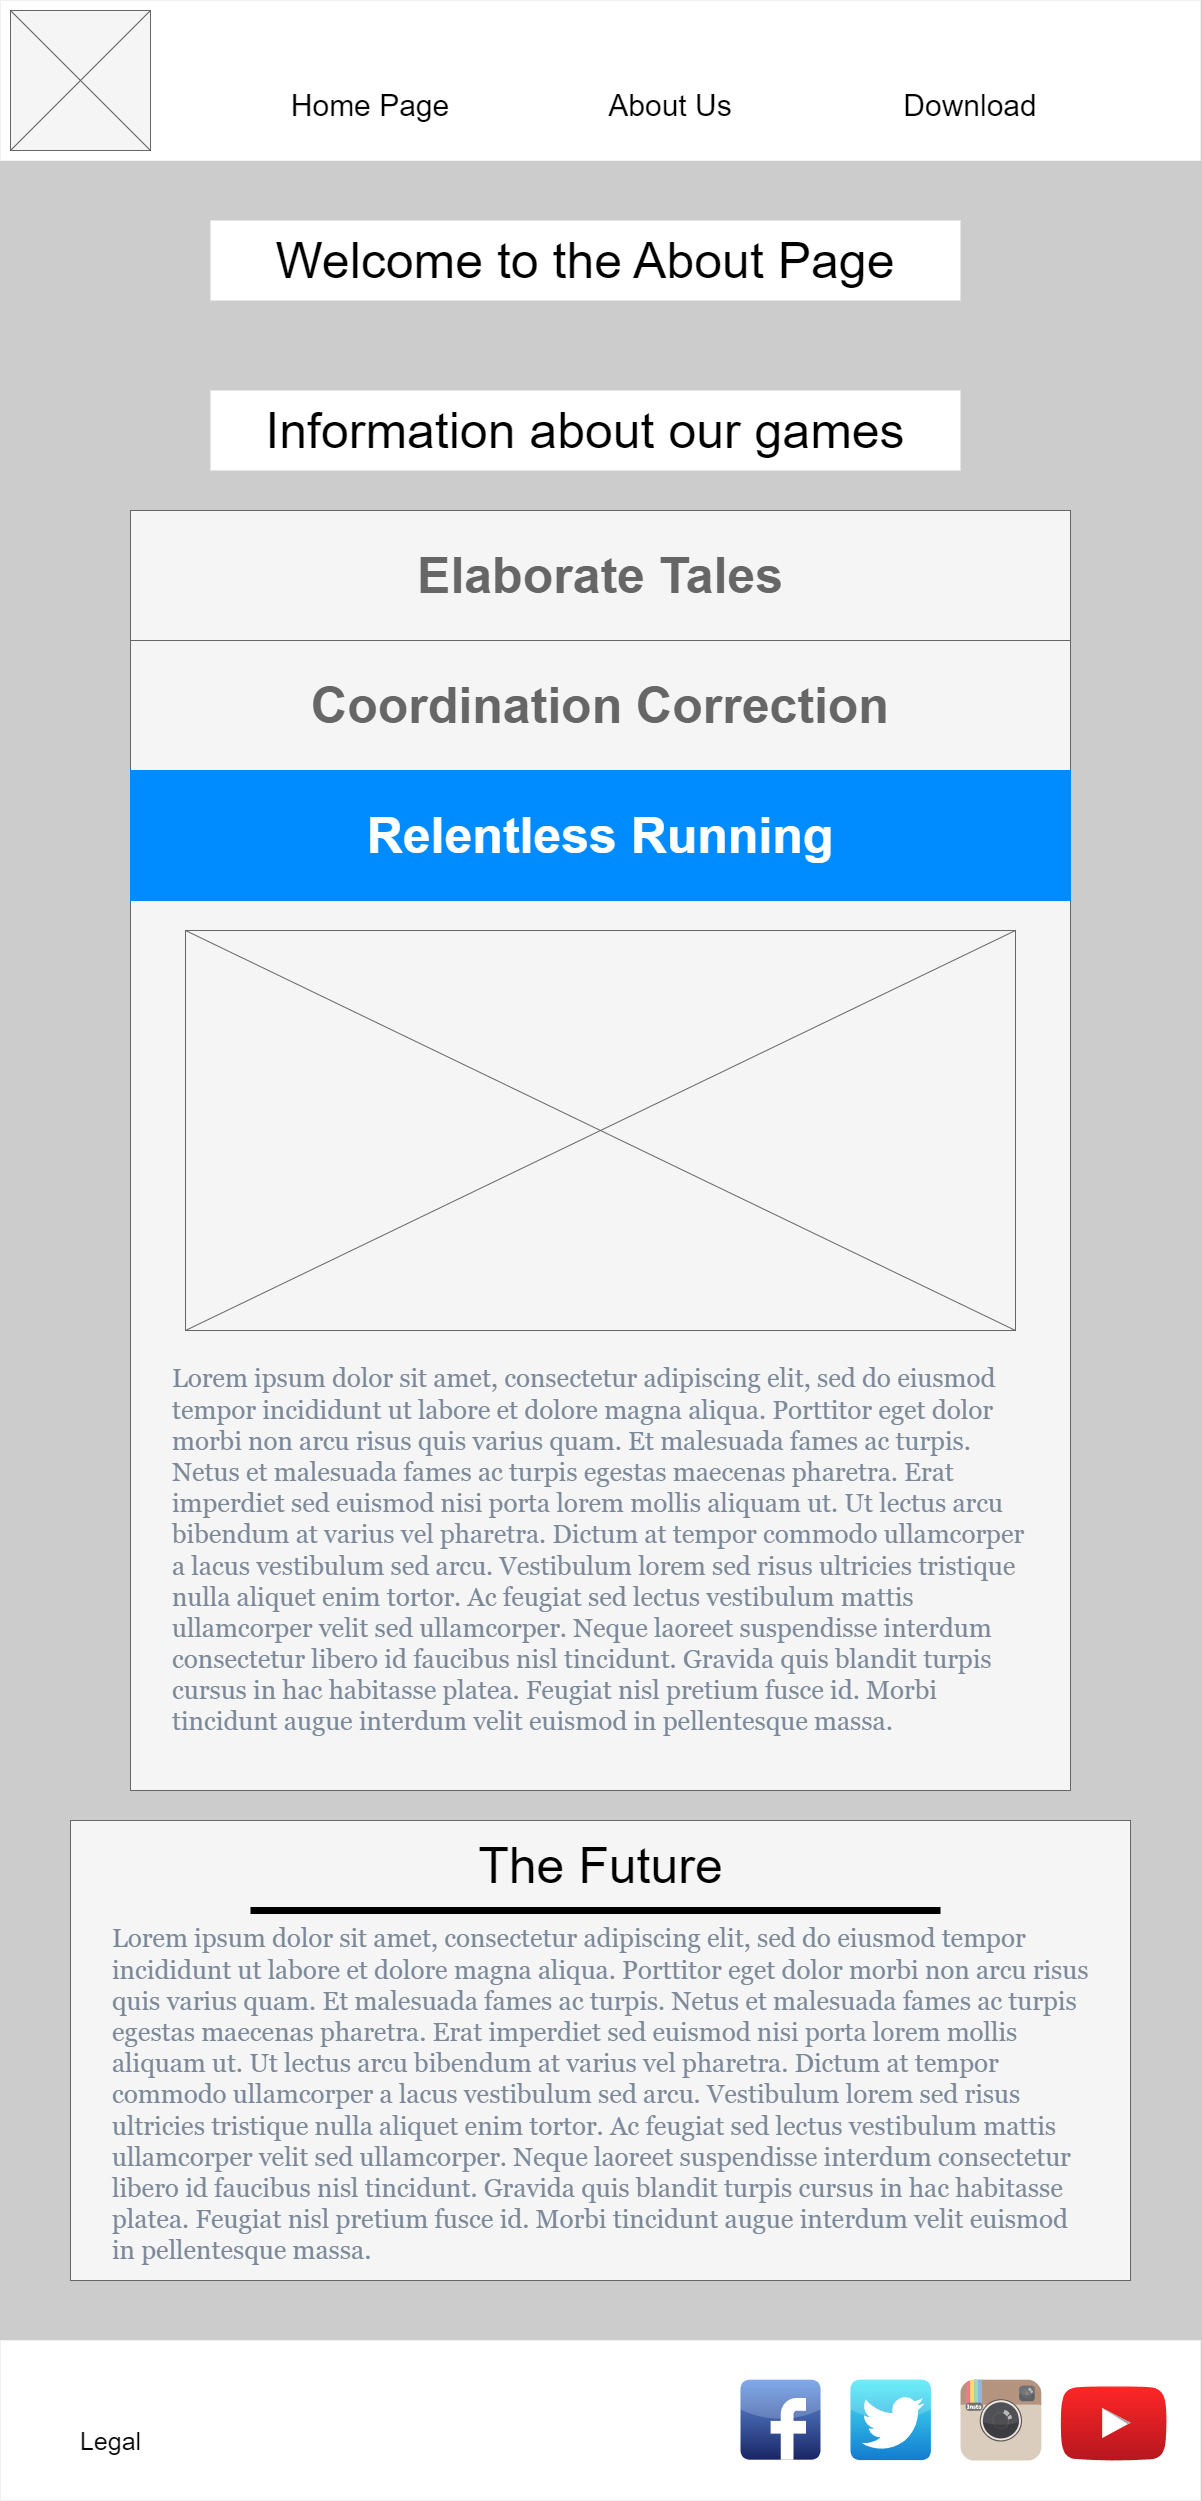 Home Page About Us Download
Welcome to the About Page
Information about our games
Elaborate Tales
Coordination Correction
Relentless Running
Lorem ipsum dolor sit amet, consectetur adipiscing elit, sed do eiusmod
tempor incididunt ut labore et dolore magna aliqua. Porttitor eget dolor
morbi non arcu risus quis varius quam. Et malesuada fames ac turpis.
Netus et malesuada fames ac turpis egestas maecenas pharetra. Erat
imperdiet sed euismod nisi porta lorem mollis aliquam ut. Ut lectus arcu
bibendum at varius vel pharetra. Dictum at tempor commodo ullamcorper
a lacus vestibulum sed arcu. Vestibulum lorem sed risus ultricies tristique
nulla aliquet enim tortor. Ac feugiat sed lectus vestibulum mattis
ullamcorper velit sed ullamcorper. Neque laoreet suspendisse interdum
consectetur libero id faucibus nisl tincidunt. Gravida quis blandit turpis
cursus in hac habitasse platea. Feugiat nisl pretium fusce id. Morbi
tincidunt augue interdum velit euismod in pellentesque massa.
The Future
Lorem ipsum dolor sit amet, consectetur adipiscing elit, sed do eiusmod tempor
incididunt ut labore et dolore magna aliqua. Porttitor eget dolor morbi non arcu risus
quis varius quam. Et malesuada fames ac turpis. Netus et malesuada fames ac turpis
egestas maecenas pharetra. Erat imperdiet sed euismod nisi porta lorem mollis
aliquam ut. Ut lectus arcu bibendum at varius vel pharetra. Dictum at tempor
commodo ullamcorper a lacus vestibulum sed arcu. Vestibulum lorem sed risus
ultricies tristique nulla aliquet enim tortor. Ac feugiat sed lectus vestibulum mattis
ullamcorper velit sed ullamcorper. Neque laoreet suspendisse interdum consectetur
libero id faucibus nisl tincidunt. Gravida quis blandit turpis cursus in hac habitasse
platea. Feugiat nisl pretium fusce id. Morbi tincidunt augue interdum velit euismod
in pellentesque massa.
Legal
f
Insta